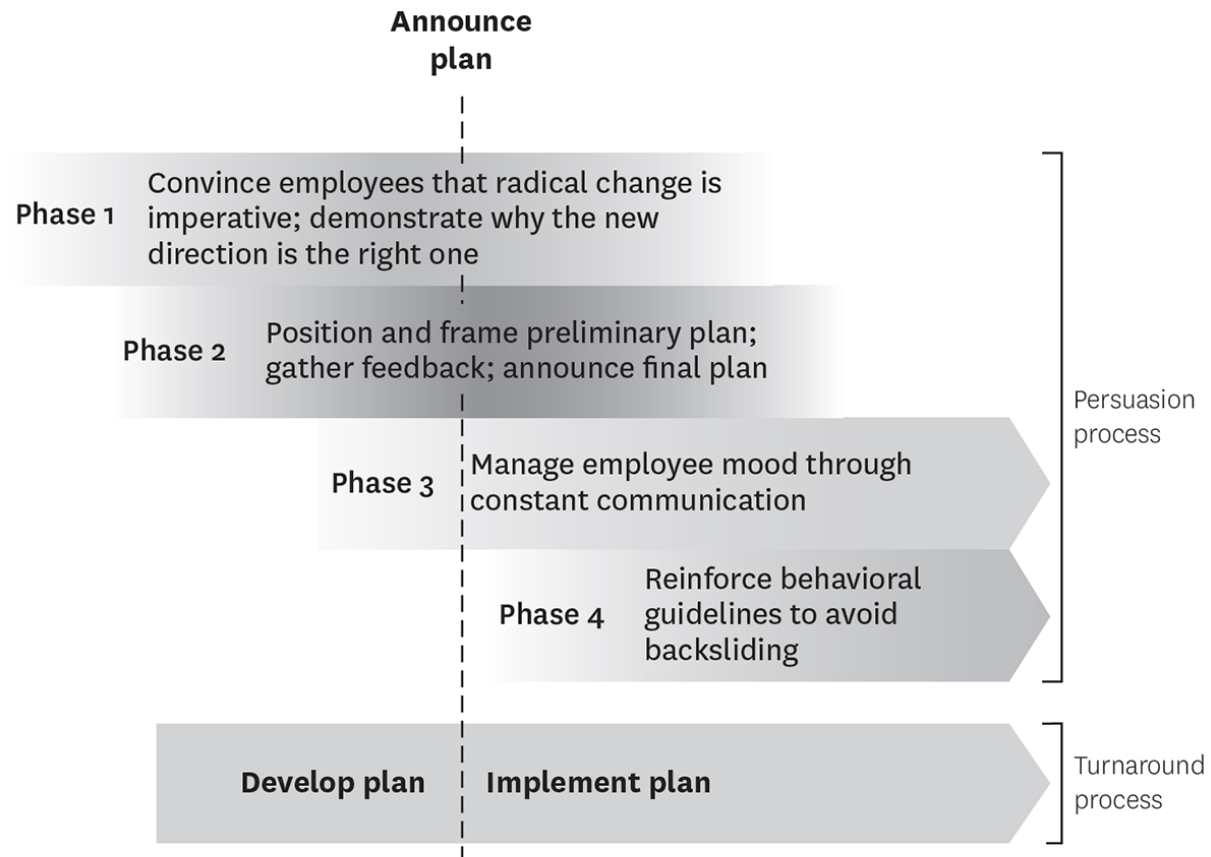 Announce
plan
Phase 1
Convince employees that radical change is
imperative; demonstrate why the new
direction is the right one
Phase 2
Position and frame preliminary plan;
gather feedback; announce final plan
Phase 3
Manage employee mood through
constant communication
Phase 4
Reinforce behavioral
guidelines to avoid
backsliding
Persuasion
process
Develop plan
Implement plan
Turnaround
process